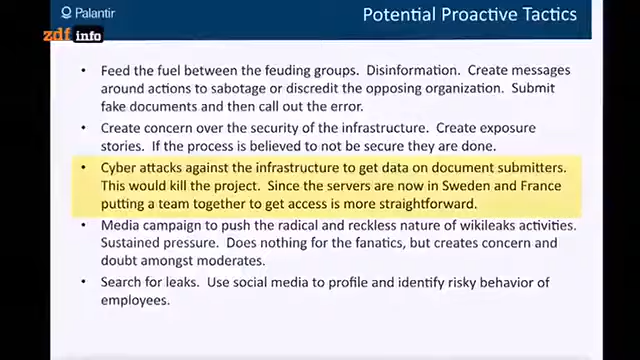 Palantir
Potential Proactive Tactics
zdf info
• Feed the fuel between the feuding groups. Disinformation. Create messages
around actions to sabotage or discredit the opposing organization. Submit
fake documents and then call out the error.
• Create concern over the security of the infrastructure. Create exposure
stories. If the process is believed to not be secure they are done.
• Cyber attacks against the infrastructure to get data on document submitters.
This would kill the project. Since the servers are now in Sweden and France
putting a team together to get access is more straightforward.
• Media campaign to push the radical and reckless nature of wikileaks activities.
Sustained pressure. Does nothing for the fanatics, but creates concern and
doubt amongst moderates.
• Search for leaks. Use social media to profile and identify risky behavior of
employees.